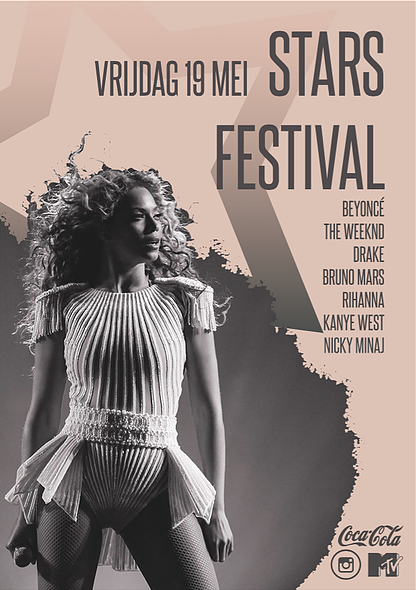 VRIJDAG 19 MEI STARS
FESTIVAL
BEYONCÉ
THE WEEKND
DRAKE
BRUNO MARS
RIHANNA
KANYE WEST
NICKY MINAJ
Coca-Cola
MTV